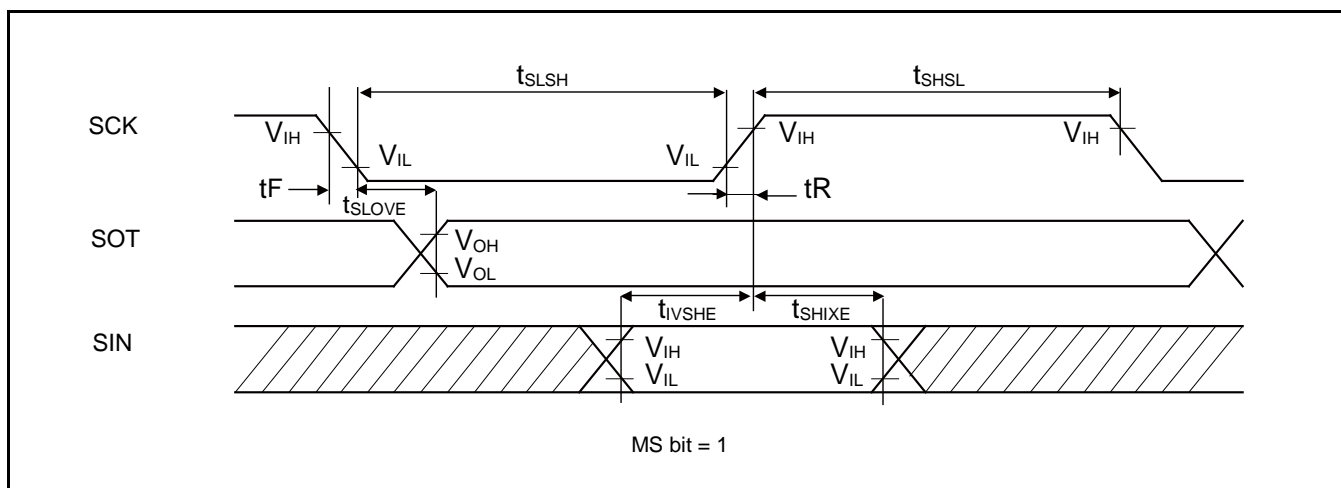 tSLSH
tSHSL
SCK
VIH
VIH
VIH
VIL
VIL
tF
tR
tSLOVE
SOT
VOH
VOL
tIVSHE
tSHIXE
SIN
VIH
VIH
VIL
VIL
MS bit = 1